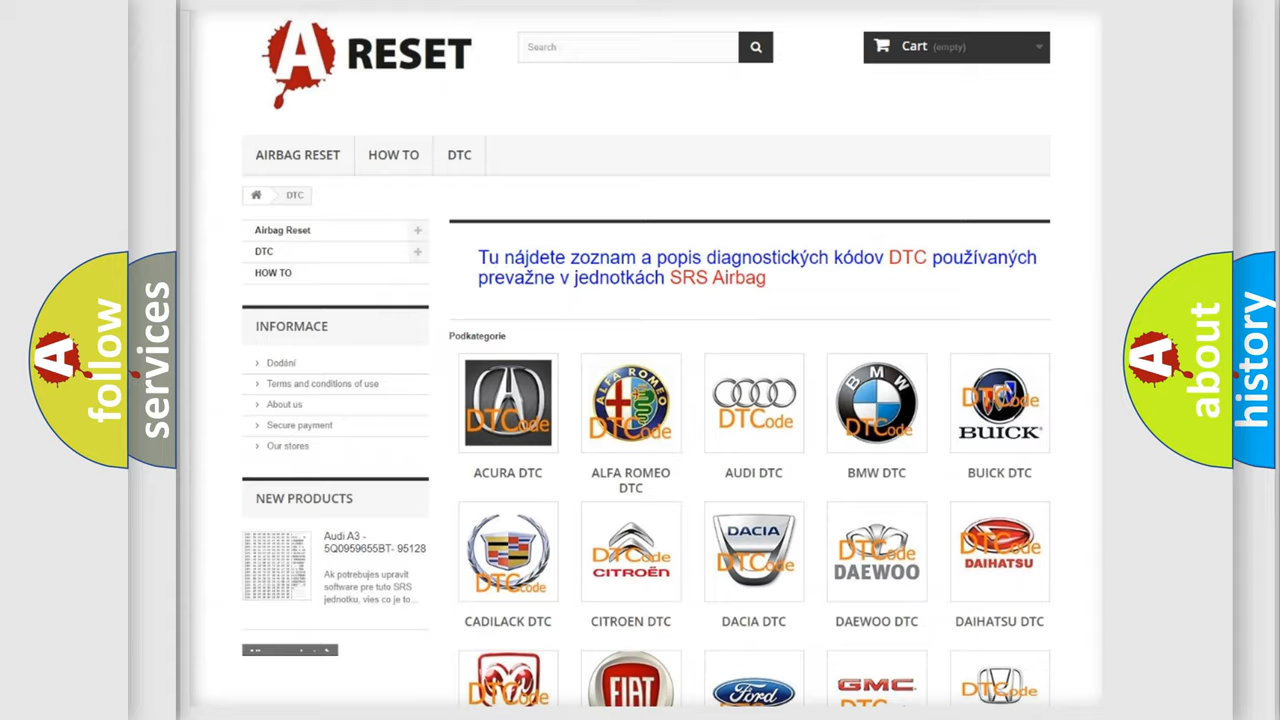 A RESET
Search
Cart (empty)
AIRBAG RESET
HOW TO
DTC
DTC
Airbag Reset
DTC
HOW TO
INFORMACE
Dodání
Terms and conditions of use
About us
Secure payment
Our stores
NEW PRODUCTS
Audi A3 -
5Q0959655BT- 95128
Ak potrebujes upravit
software pre tuto SRS
jednotku, vies co je to...
Tu nájdete zoznam a popis diagnostických kódov DTC používaných
prevažne v jednotkách SRS Airbag
Podkategorie
DTCode
ALFA ROMEO
DTCode
DTCode
BMW
DTCode
DTCode
BUICK
ACURA DTC
ALFA ROMEO
DTC
AUDI DTC
BMW DTC
BUICK DTC
DTCode
DTCode
CITROËN
DACIA
DTCode
DTCode
DAEWOO
DTCode
DAIHATSU
CADILACK DTC
CITROEN DTC
DACIA DTC
DAEWOO DTC
DAIHATSU DTC
DTCode
FIAT
Ford
GMC
DTCode
A follow
services
A about
history